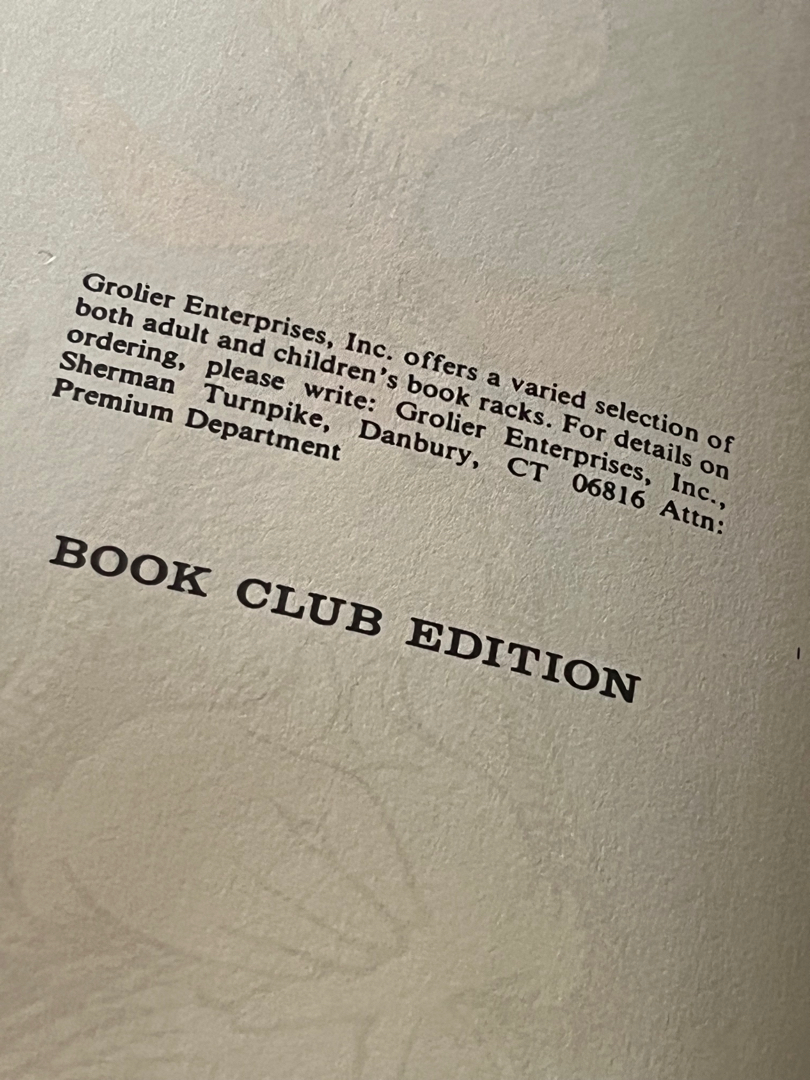 Grolier Enterprises, Inc. offers a varied selection of
both adult and children's book racks. For details on
ordering, please write: Grolier Enterprises, Inc.,
Sherman Turnpike, Danbury, CT 06816 Attn:
Premium Department
BOOK CLUB EDITION